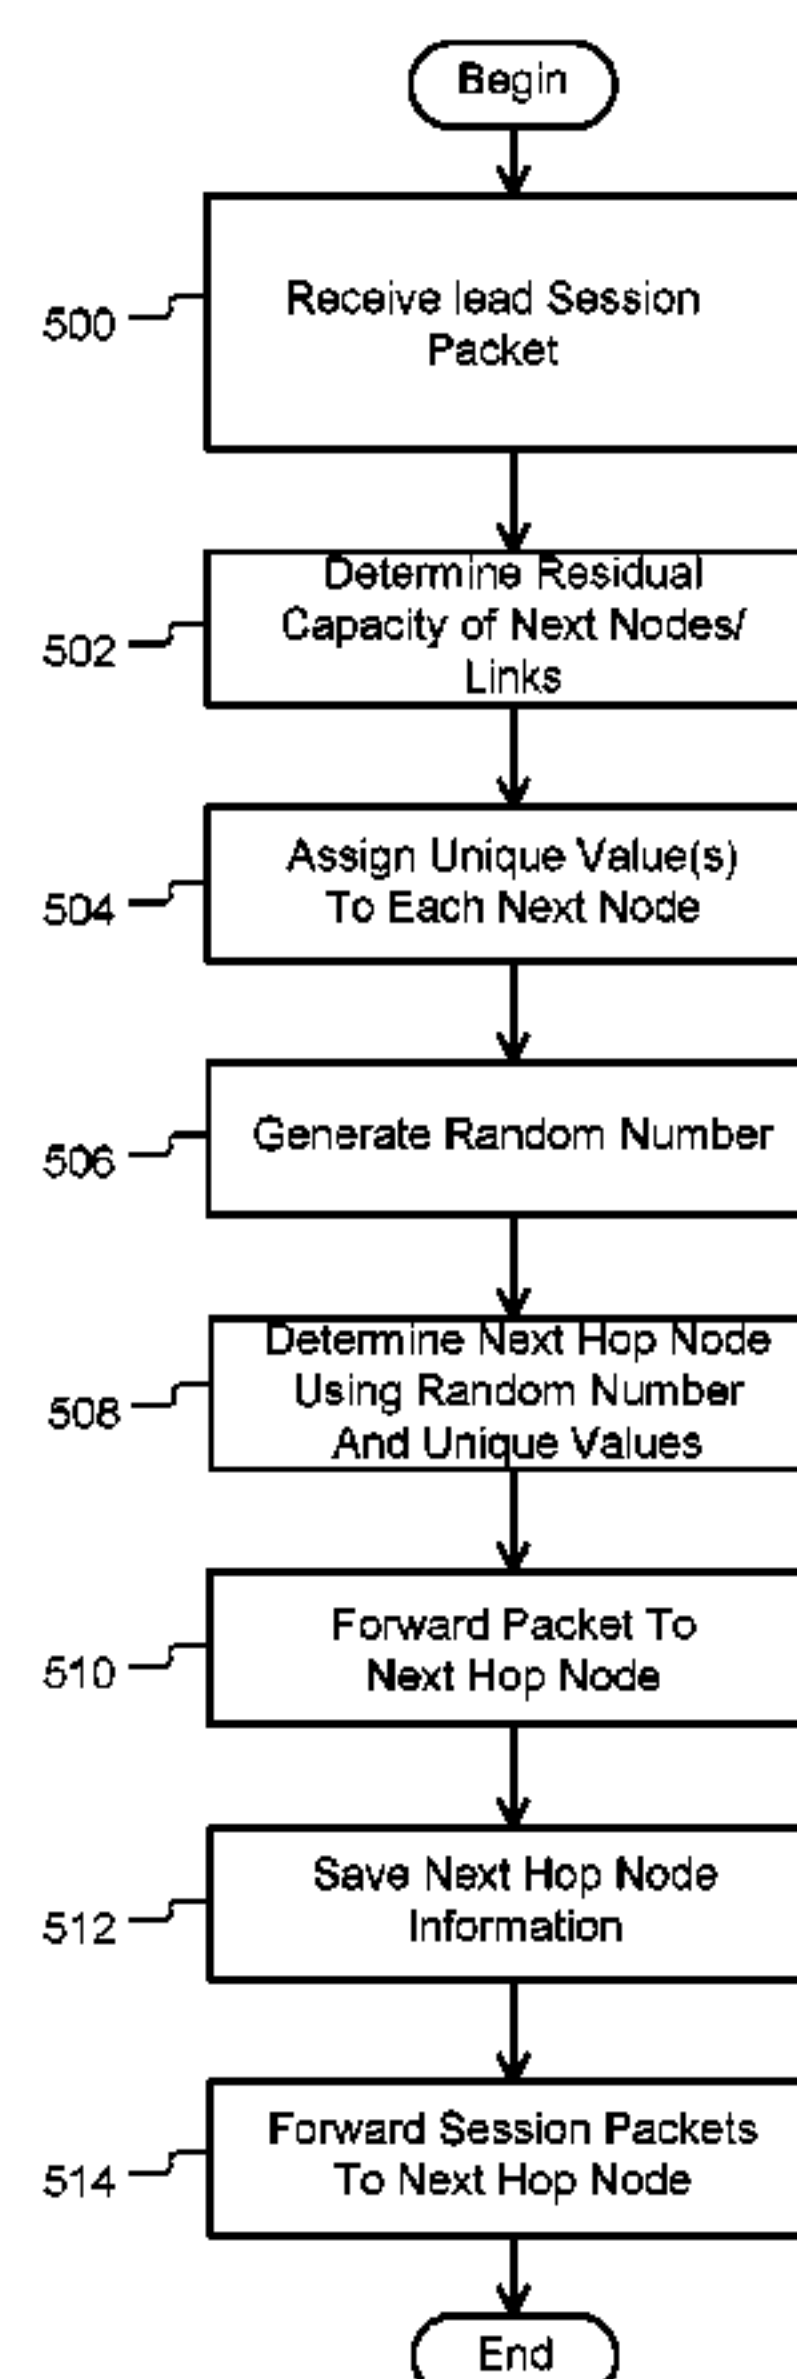 Begin
500
Receive lead Session
Packet
502
Determine Residual
Capacity of Next Nodes/
Links
504
Assign Unique Value(s)
To Each Next Node
506
Generate Random Number
508
Determine Next Hop Node
Using Random Number
And Unique Values
510
Forward Packet To
Next Hop Node
512
Save Next Hop Node
Information
514
Forward Session Packets
To Next Hop Node
End